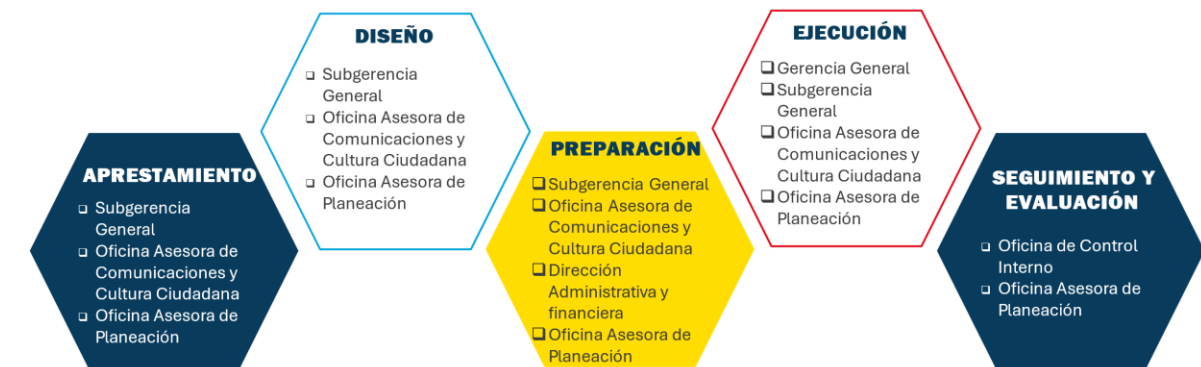 APRESTAMIENTO
❑ Subgerencia
General
❑ Oficina Asesora de
Comunicaciones y
Cultura Ciudadana
❑ Oficina Asesora de
Planeación
DISEÑO
❑ Subgerencia
General
❑ Oficina Asesora de
Comunicaciones y
Cultura Ciudadana
❑ Oficina Asesora de
Planeación
PREPARACIÓN
❑ Subgerencia General
❑ Oficina Asesora de
Comunicaciones y
Cultura Ciudadana
❑ Dirección
Administrativa y
financiera
❑ Oficina Asesora de
Planeación
EJECUCIÓN
❑ Gerencia General
❑ Subgerencia
General
❑ Oficina Asesora de
Comunicaciones y
Cultura Ciudadana
❑ Oficina Asesora de
Planeación
SEGUIMIENTO Y
EVALUACIÓN
❑ Oficina de Control
Interno
❑ Oficina Asesora de
Planeación